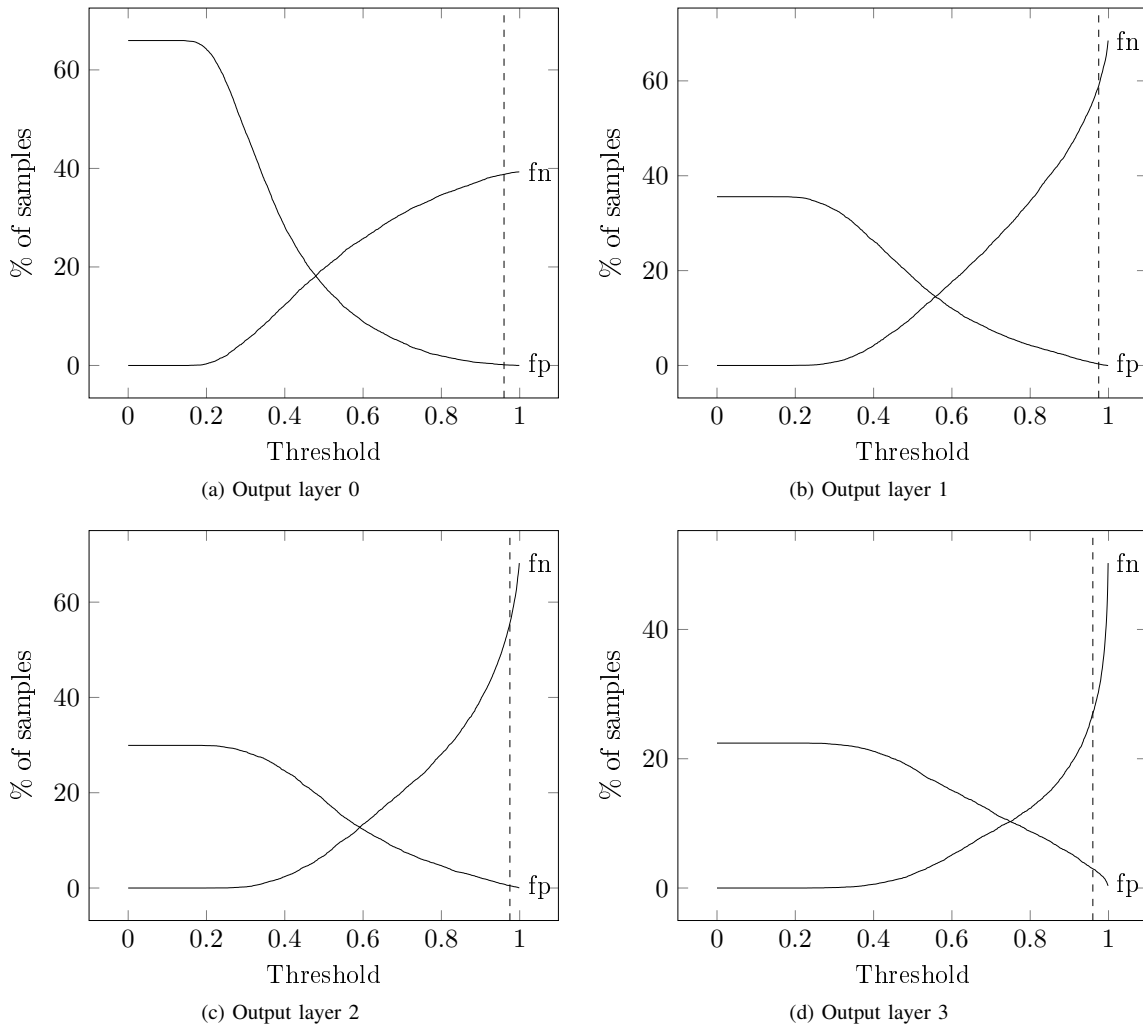 60
40
20
0
% of samples
fn
fp
0 0.2 0.4 0.6 0.8 1
Threshold
(a) Output layer 0
60
40
20
0
% of samples
fn
fp
0 0.2 0.4 0.6 0.8 1
Threshold
(b) Output layer 1
60
40
20
0
% of samples
fn
fp
0 0.2 0.4 0.6 0.8 1
Threshold
(c) Output layer 2
40
20
0
% of samples
fn
fp
0 0.2 0.4 0.6 0.8 1
Threshold
(d) Output layer 3